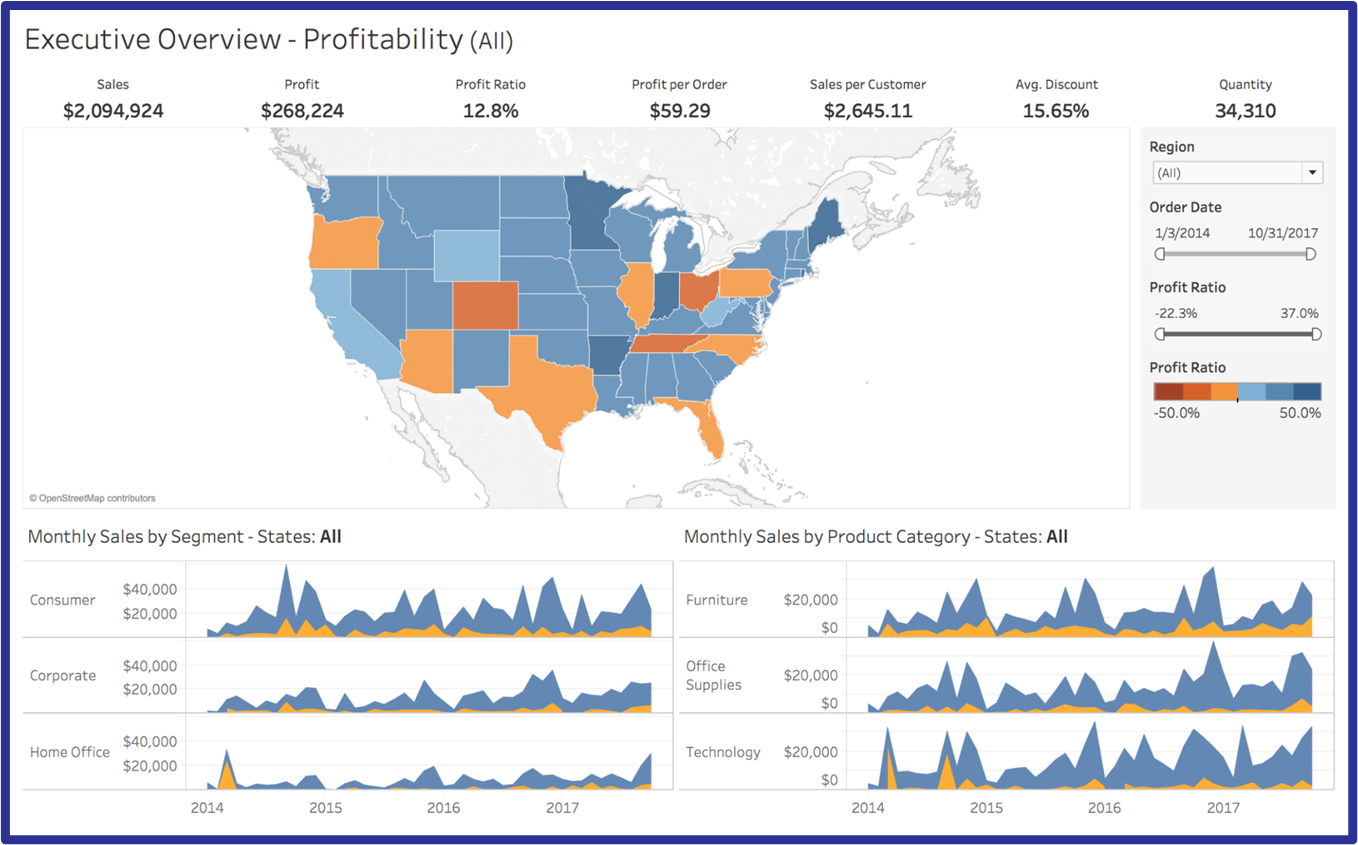 Executive Overview - Profitability (All)
Sales Profit Profit Ratio Profit per Order Sales per Customer Avg. Discount Quantity
$2,094,924 $268,224 12.8% $59.29 $2,645.11 15.65% 34,310
Region
(All)
Order Date
1/3/2014 10/31/2017
Profit Ratio
-22.3% 37.0%
Profit Ratio
-50.0% 50.0%
© OpenStreetMap contributors
Monthly Sales by Segment - States: All
Consumer
$40,000
$20,000
Corporate
$40,000
$20,000
Home Office
$40,000
$20,000
2014 2015 2016 2017
Monthly Sales by Product Category - States: All
Furniture
$20,000
$0
Office
Supplies
$20,000
$0
Technology
$20,000
$0
2014 2015 2016 2017